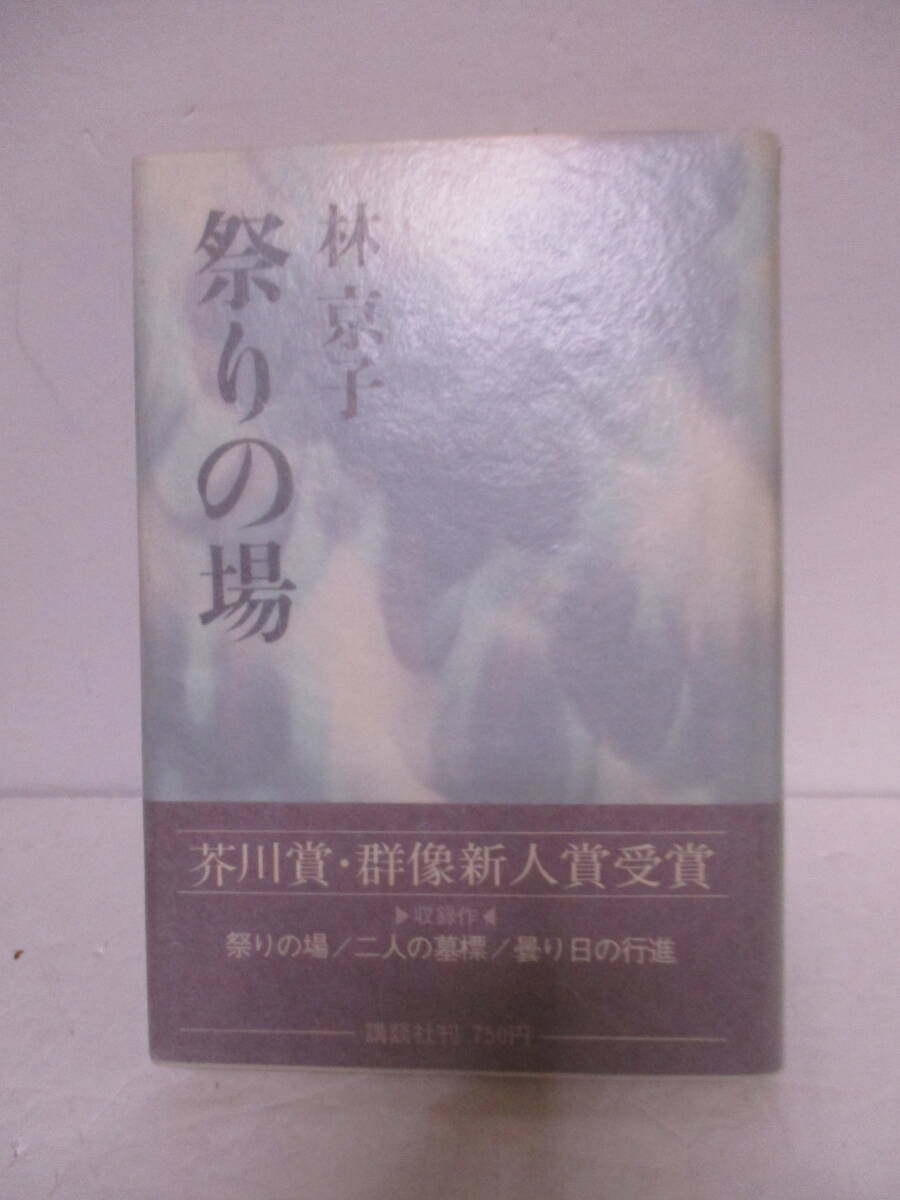 林京子
祭りの場
芥川賞・群像新人賞受賞
▶収録作◀
祭りの場/二人の墓標/曇り日の行進
講談社刊 750円